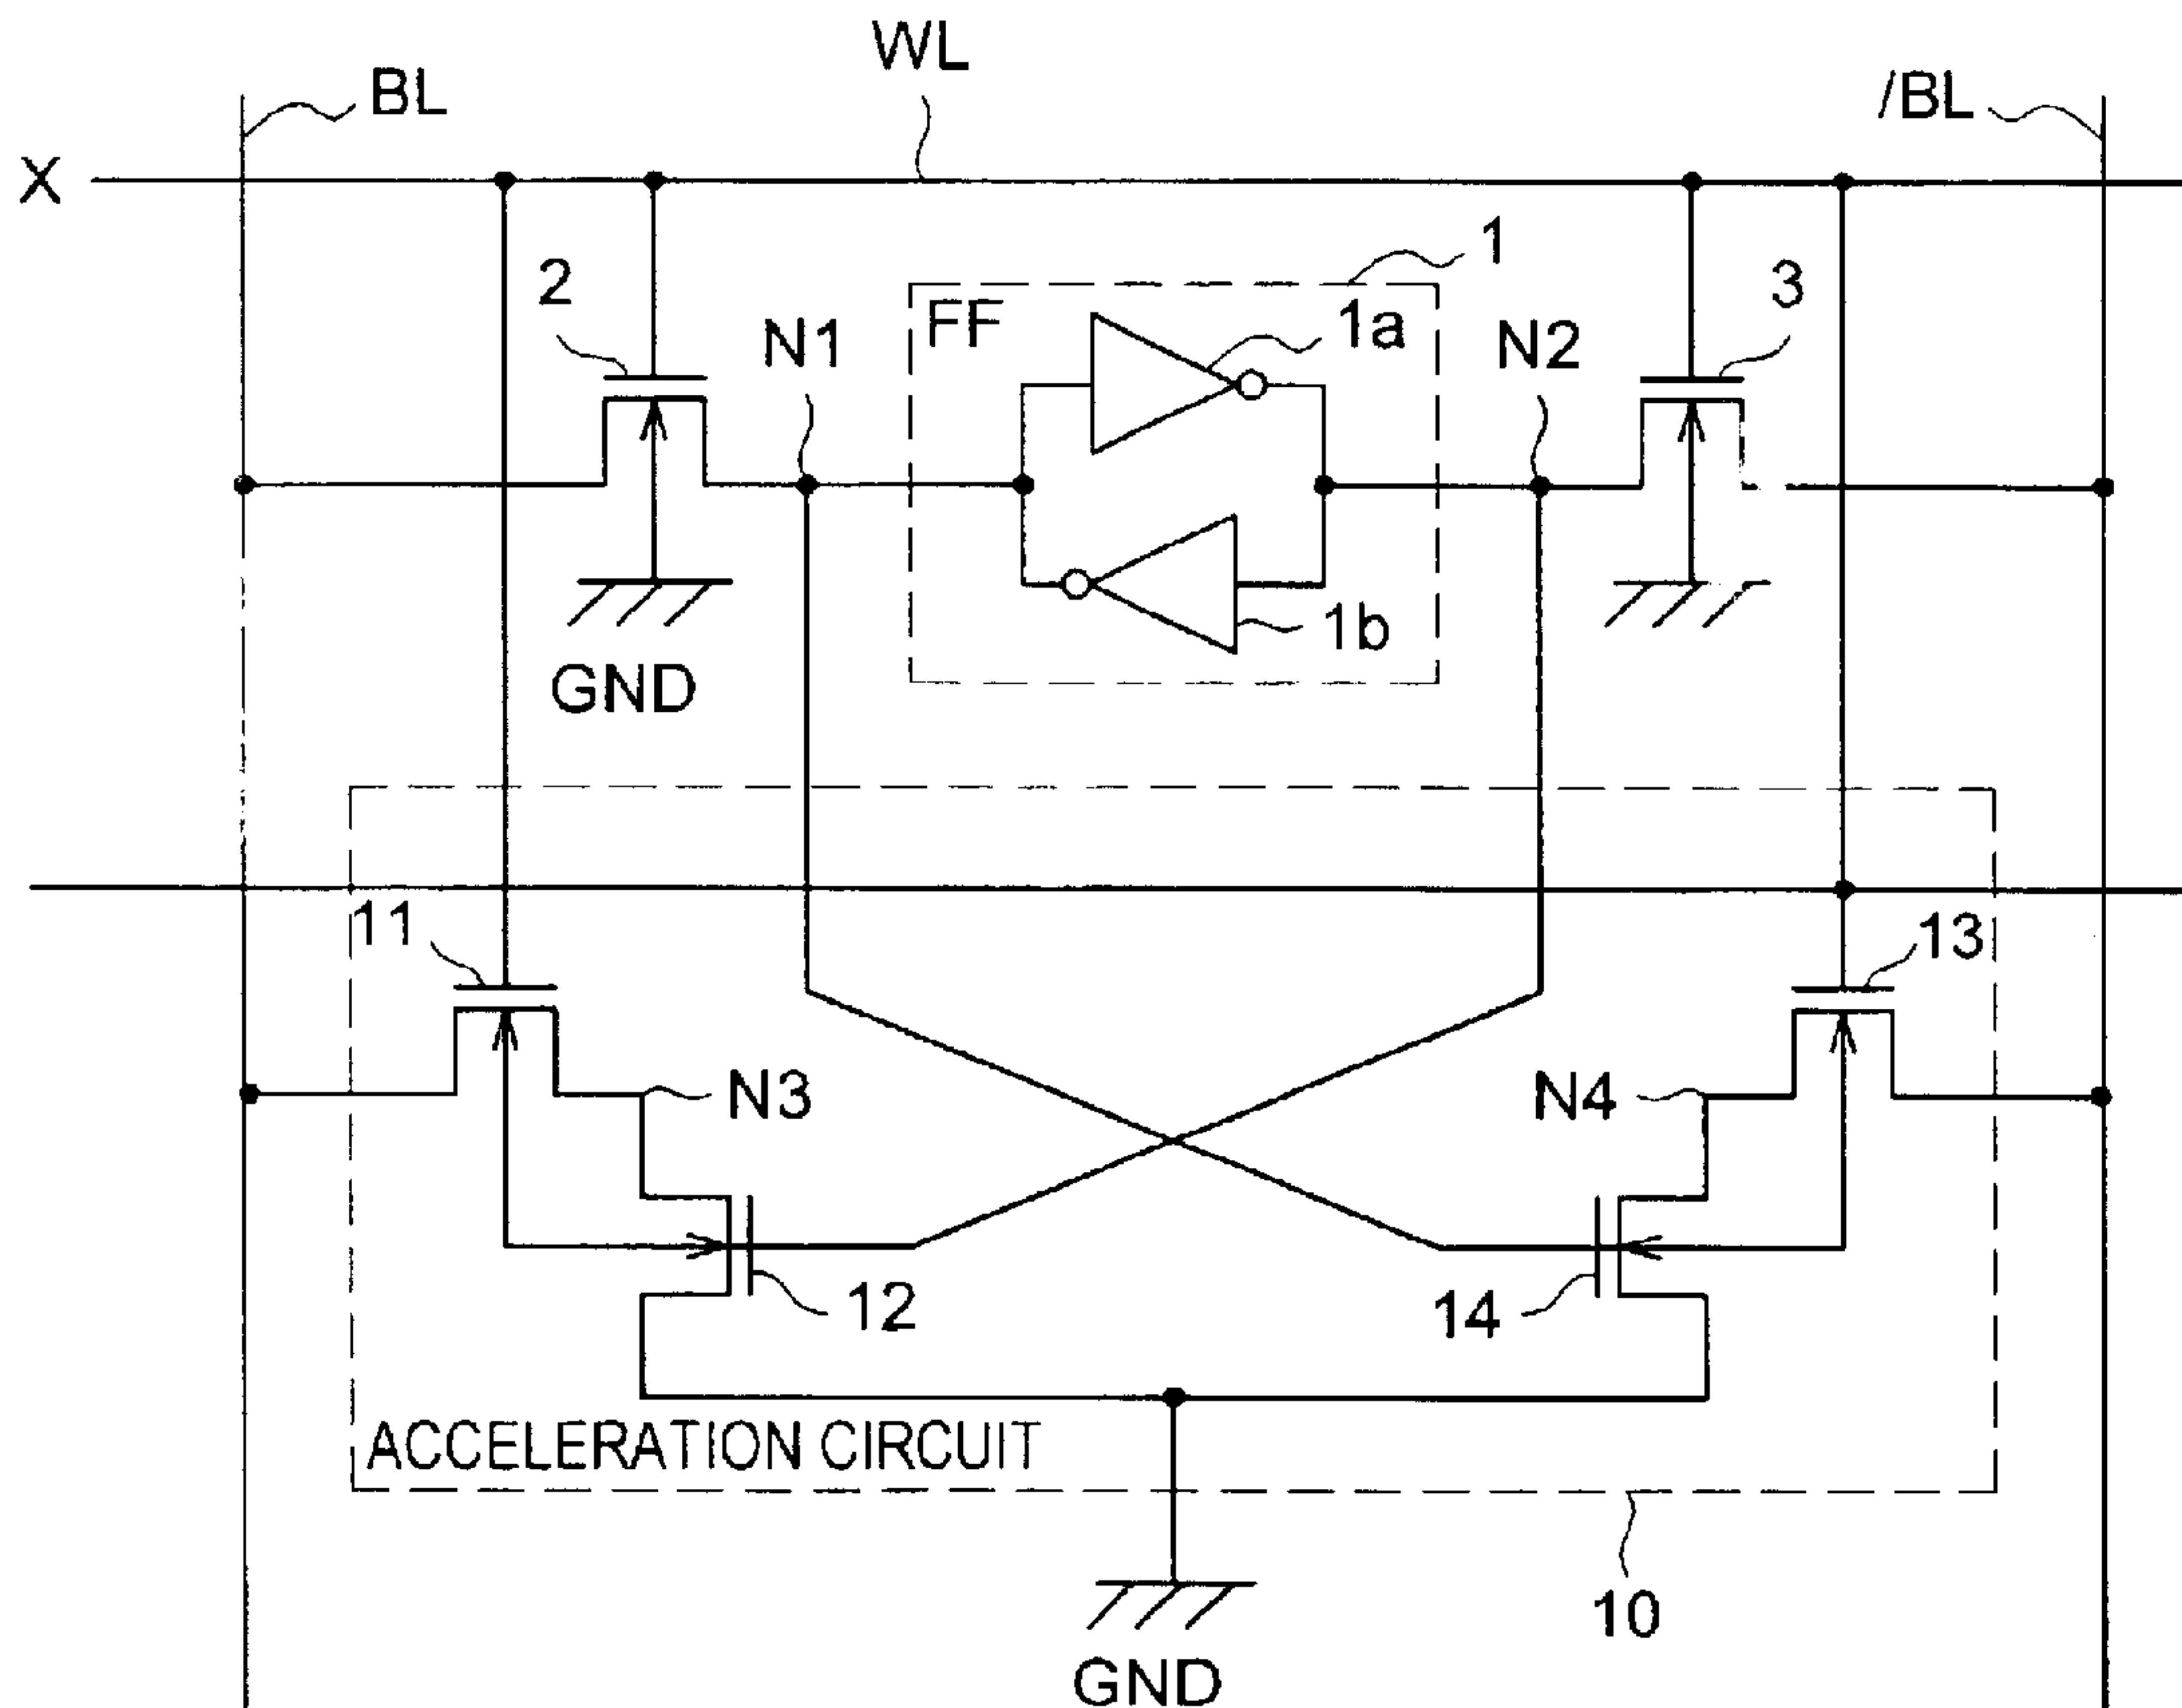 WL
BL
/BL
X
1
2
3
N1
FF
1a
N2
1b
GND
11
13
N3
N4
12
14
ACCELERATION CIRCUIT
10
GND